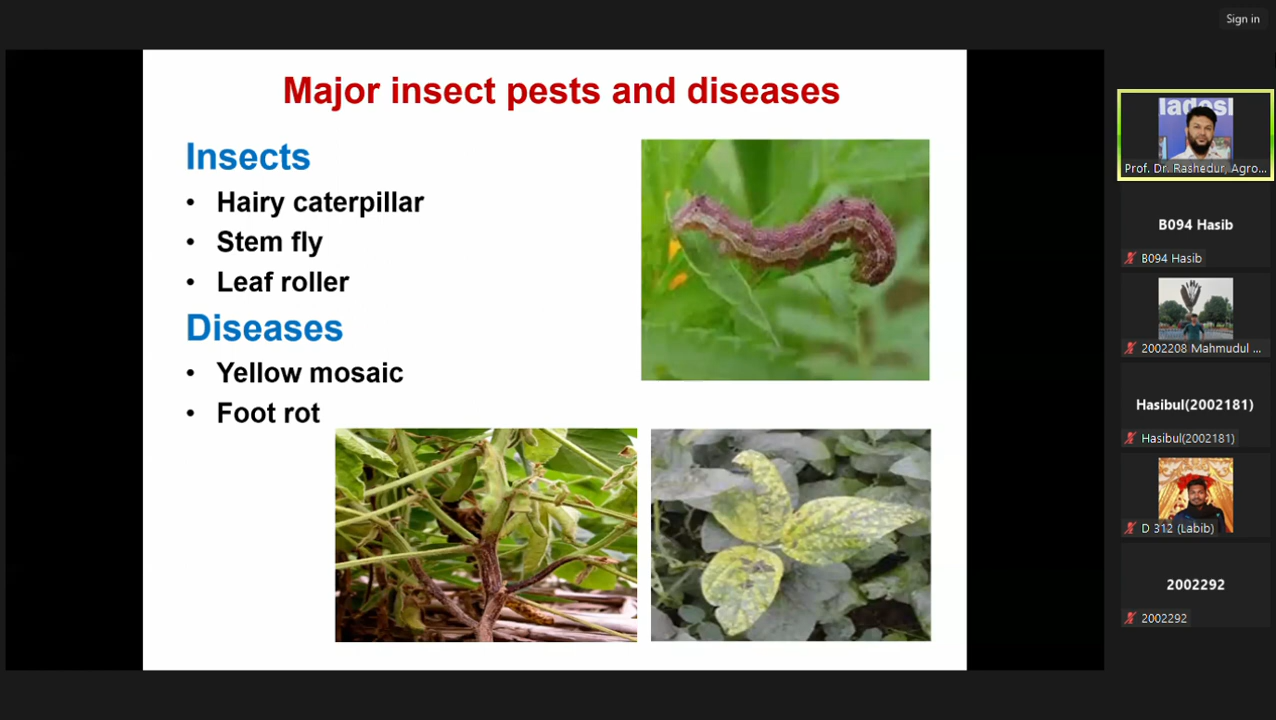 Sign in
Major insect pests and diseases
Insects
• Hairy caterpillar
• Stem fly
• Leaf roller
Diseases
• Yellow mosaic
• Foot rot
ladesl
Prof. Dr. Rashedur, Agro...
B094 Hasib
B094 Hasib
2002208 Mahmudul ...
Hasibul(2002181)
Hasibul(2002181)
D 312 (Labib)
2002292
2002292